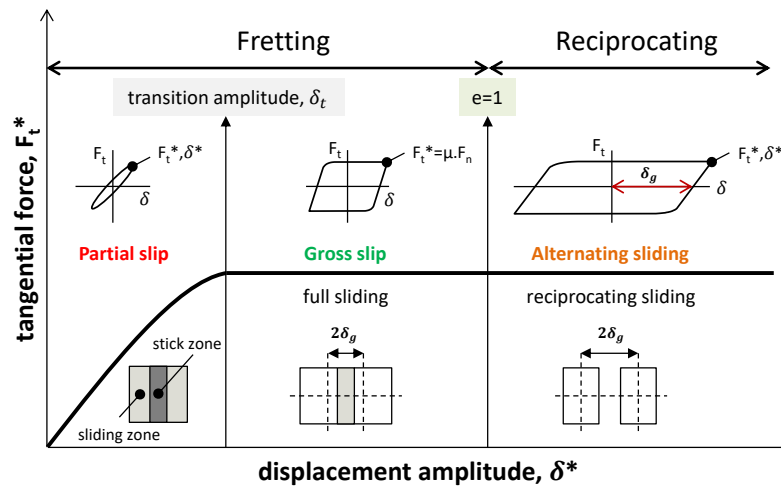 Fretting
Reciprocating
transition amplitude, δₜ
e=1
Fₜ
Fₜ*,δ*
δ
Fₜ
Fₜ*=μ.Fₙ
δ
Fₜ
Fₜ*,δ*
δg
δ
Partial slip
Gross slip
Alternating sliding
full sliding
reciprocating sliding
stick zone
sliding zone
2δg
2δg
tangential force, Fₜ*
displacement amplitude, δ*